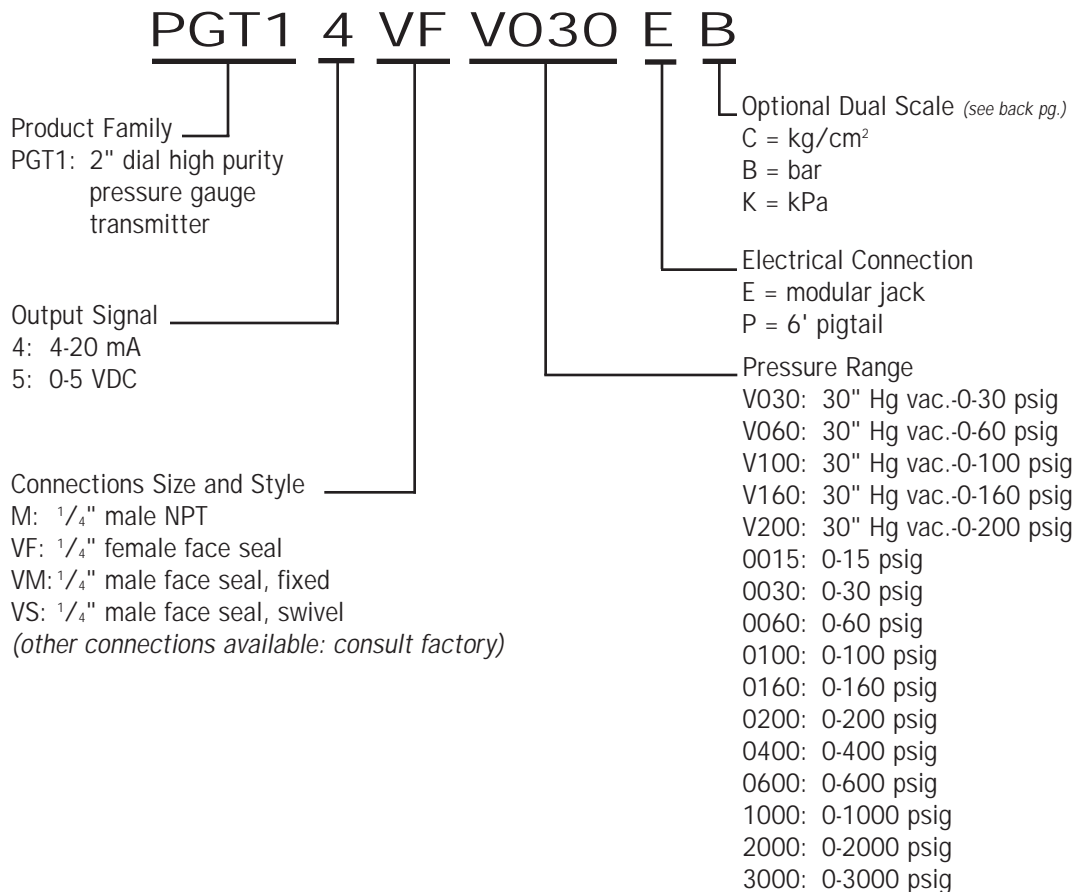 PGT1 4 VF V030 E B
Product Family
PGT1: 2" dial high purity
pressure gauge
transmitter
Output Signal
4: 4-20 mA
5: 0-5 VDC
Connections Size and Style
M: 1/4" male NPT
VF: 1/4" female face seal
VM: 1/4" male face seal, fixed
VS: 1/4" male face seal, swivel
(other connections available: consult factory)
Optional Dual Scale (see back pg.)
C = kg/cm²
B = bar
K = kPa
Electrical Connection
E = modular jack
P = 6' pigtail
Pressure Range
V030: 30" Hg vac.-0-30 psig
V060: 30" Hg vac.-0-60 psig
V100: 30" Hg vac.-0-100 psig
V160: 30" Hg vac.-0-160 psig
V200: 30" Hg vac.-0-200 psig
0015: 0-15 psig
0030: 0-30 psig
0060: 0-60 psig
0100: 0-100 psig
0160: 0-160 psig
0200: 0-200 psig
0400: 0-400 psig
0600: 0-600 psig
1000: 0-1000 psig
2000: 0-2000 psig
3000: 0-3000 psig